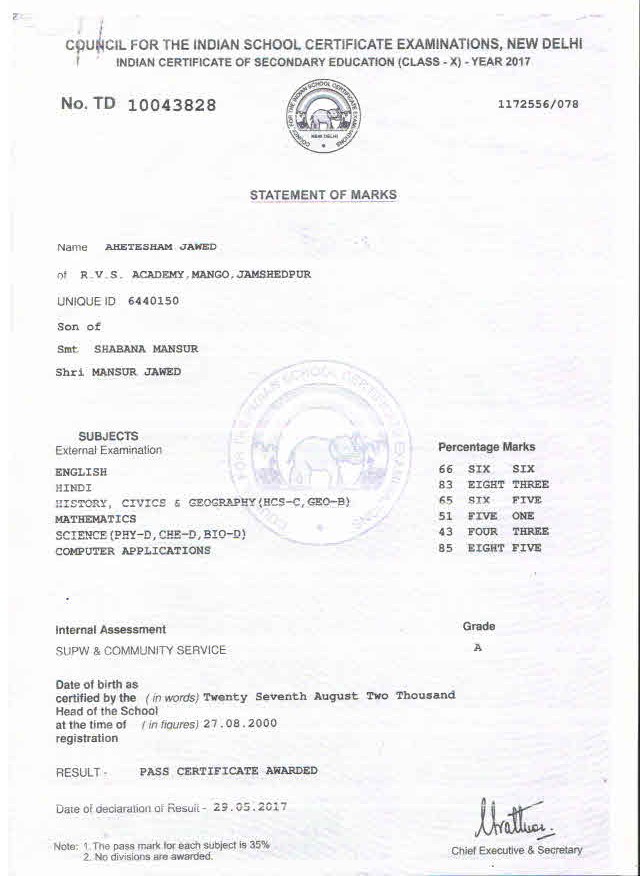 COUNCIL FOR THE INDIAN SCHOOL CERTIFICATE EXAMINATIONS, NEW DELHI
INDIAN CERTIFICATE OF SECONDARY EDUCATION (CLASS - X) - YEAR 2017
No. TD 10043828
1172556/078
COUNCIL FOR THE INDIAN SCHOOL CERTIFICATE EXAMINATIONS
NEW DELHI
STATEMENT OF MARKS
Name AHETESHAM JAWED
of R.V.S. ACADEMY,MANGO,JAMSHEDPUR
UNIQUE ID 6440150
Son of
Smt SHABANA MANSUR
Shri MANSUR JAWED
SUBJECTS
External Examination Percentage Marks
ENGLISH 66 SIX SIX
HINDI 83 EIGHT THREE
HISTORY, CIVICS & GEOGRAPHY(HCS-C,GEO-B) 65 SIX FIVE
MATHEMATICS 51 FIVE ONE
SCIENCE(PHY-D,CHE-D,BIO-D) 43 FOUR THREE
COMPUTER APPLICATIONS 85 EIGHT FIVE
Internal Assessment Grade
SUPW & COMMUNITY SERVICE A
Date of birth as
certified by the (in words) Twenty Seventh August Two Thousand
Head of the School
at the time of (in figures) 27.08.2000
registration
RESULT - PASS CERTIFICATE AWARDED
Date of declaration of Result - 29.05.2017
Note: 1. The pass mark for each subject is 35%
2. No divisions are awarded.
Chief Executive & Secretary